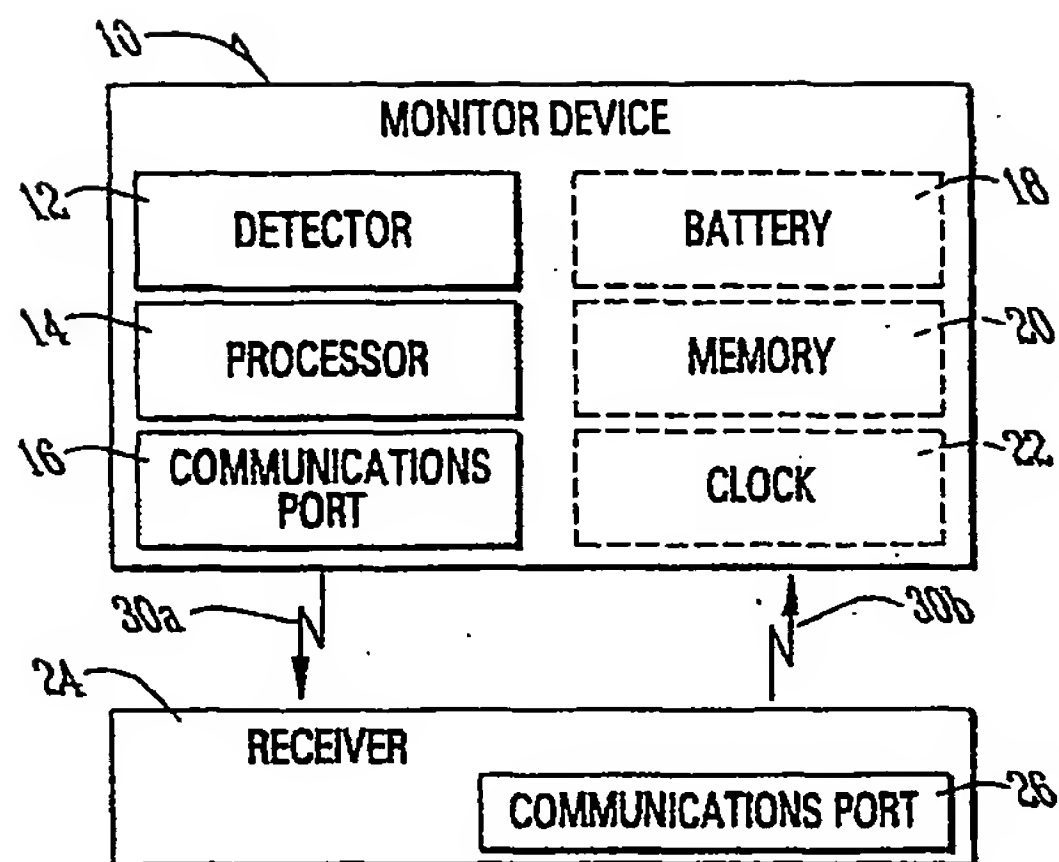 10
MONITOR DEVICE
12
DETECTOR
BATTERY
18
14
PROCESSOR
MEMORY
20
16
COMMUNICATIONS
PORT
CLOCK
22
30a
30b
24
RECEIVER
COMMUNICATIONS PORT
26